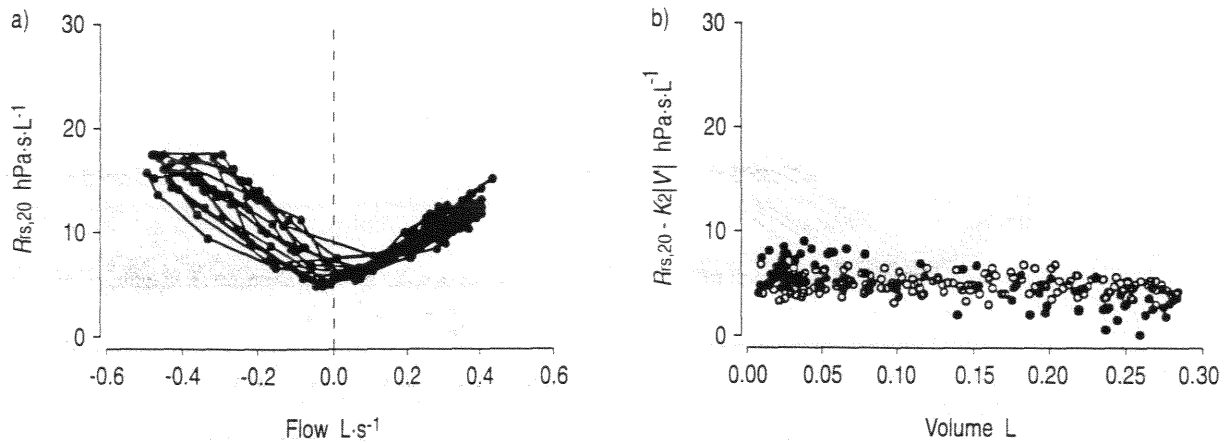 a)
Rrs,20 hPa·s·L-1
30
20
10
0
-0.6 -0.4 -0.2 0.0 0.2 0.4 0.6
Flow L·s-1
b)
Rrs,20 - K2|V| hPa·s·L-1
30
20
10
0
0.00 0.05 0.10 0.15 0.20 0.25 0.30
Volume L